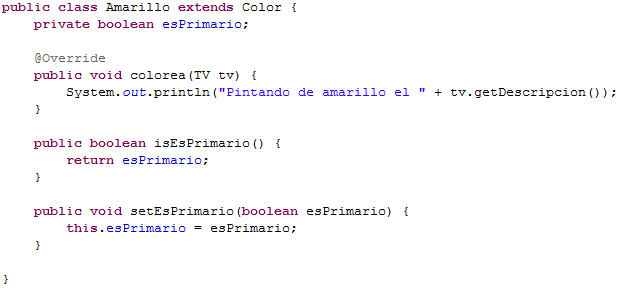 public class Amarillo extends Color {
    private boolean esPrimario;

    @Override
    public void colorea(TV tv) {
        System.out.println("Pintando de amarillo el " + tv.getDescripcion());
    }

    public boolean isEsPrimario() {
        return esPrimario;
    }

    public void setEsPrimario(boolean esPrimario) {
        this.esPrimario = esPrimario;
    }

}